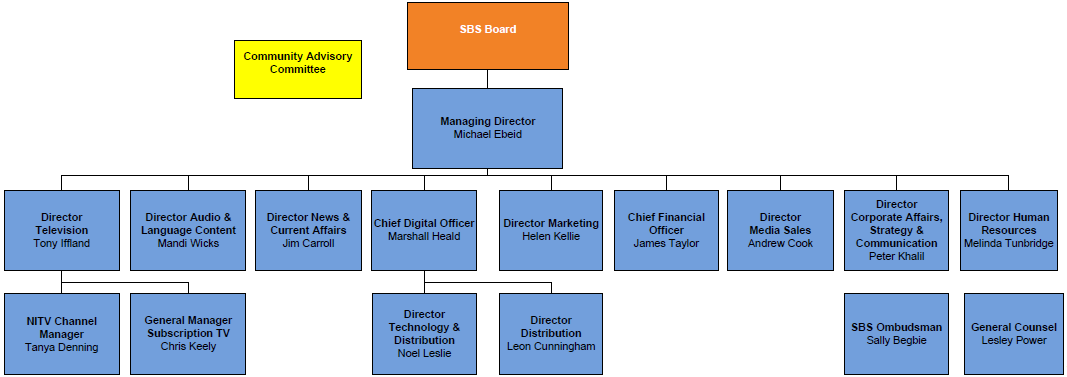 SBS Board
Community Advisory
Committee
Managing Director
Michael Ebeid
Director
Television
Tony Iffland
Director Audio &
Language Content
Mandi Wicks
Director News &
Current Affairs
Jim Carroll
Chief Digital Officer
Marshall Heald
Director Marketing
Helen Kellie
Chief Financial
Officer
James Taylor
Director
Media Sales
Andrew Cook
Director
Corporate Affairs,
Strategy &
Communication
Peter Khalil
Director Human
Resources
Melinda Tunbridge
NITV Channel
Manager
Tanya Denning
General Manager
Subscription TV
Chris Keely
Director
Technology &
Distribution
Noel Leslie
Director
Distribution
Leon Cunningham
SBS Ombudsman
Sally Begbie
General Counsel
Lesley Power